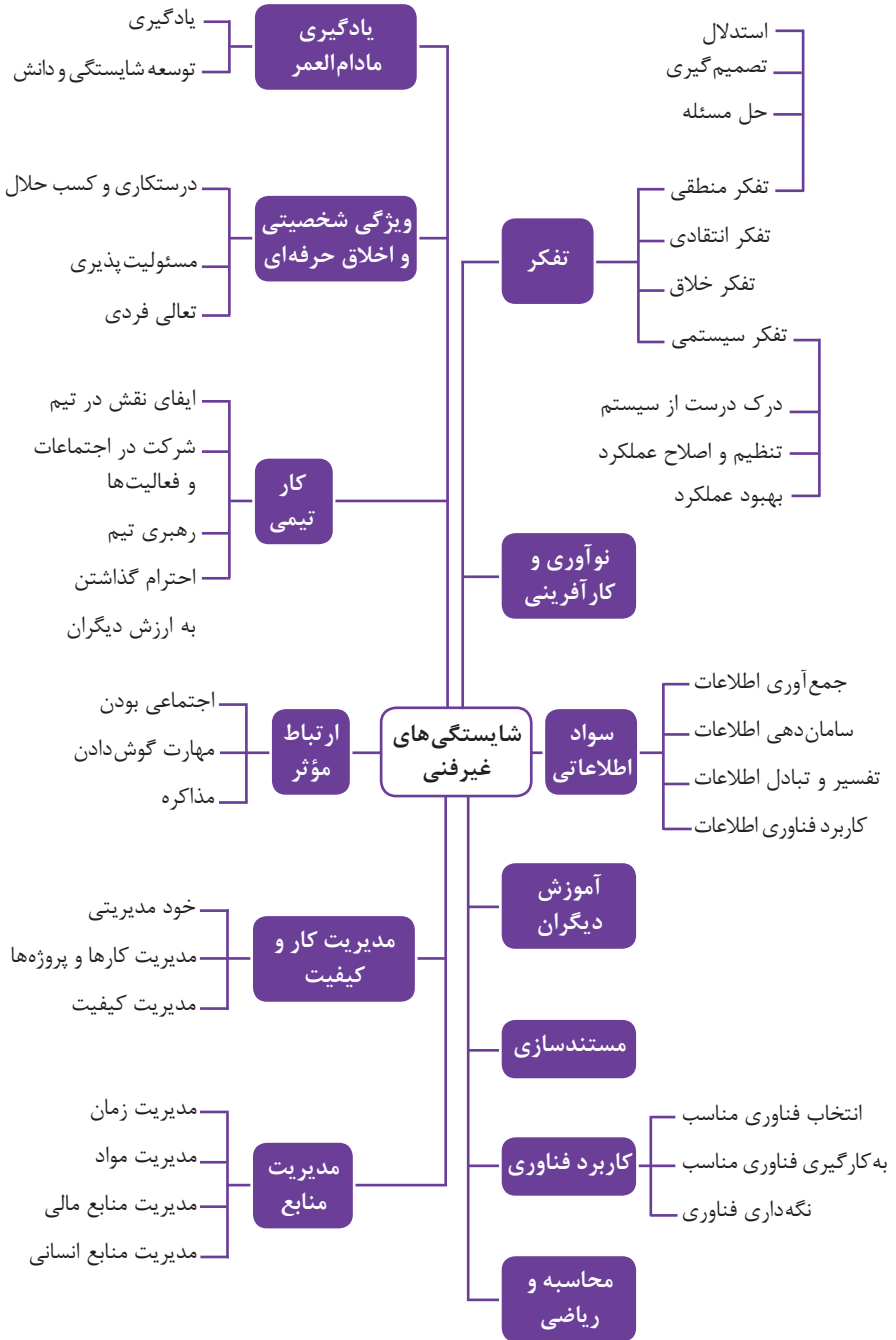 شایستگی‌های
غیرفنی
تفکر
استدلال
تصمیم‌گیری
حل مسئله
تفکر منطقی
تفکر انتقادی
تفکر خلاق
تفکر سیستمی
درک درست از سیستم
تنظیم و اصلاح عملکرد
بهبود عملکرد
نوآوری و
کارآفرینی
سواد
اطلاعاتی
جمع‌آوری اطلاعات
سامان‌دهی اطلاعات
تفسیر و تبادل اطلاعات
کاربرد فناوری اطلاعات
آموزش
دیگران
مستندسازی
کاربرد فناوری
انتخاب فناوری مناسب
به‌کارگیری فناوری مناسب
نگه‌داری فناوری
محاسبه و
ریاضی
یادگیری
مادام‌العمر
یادگیری
توسعه شایستگی و دانش
ویژگی شخصیتی
و اخلاق حرفه‌ای
درستکاری و کسب حلال
مسئولیت‌پذیری
تعالی فردی
کار
تیمی
ایفای نقش در تیم
شرکت در اجتماعات
و فعالیت‌ها
رهبری تیم
احترام گذاشتن
به ارزش دیگران
ارتباط
مؤثر
اجتماعی بودن
مهارت گوش‌دادن
مذاکره
مدیریت کار و
کیفیت
خود مدیریتی
مدیریت کارها و پروژه‌ها
مدیریت کیفیت
مدیریت
منابع
مدیریت زمان
مدیریت مواد
مدیریت منابع مالی
مدیریت منابع انسانی